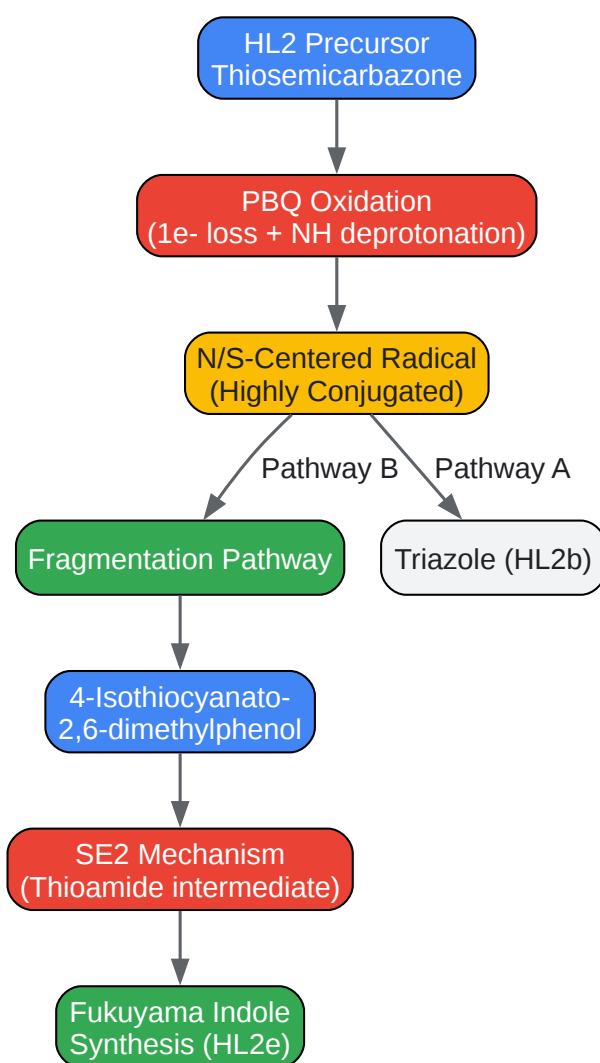 HL2 Precursor
Thiosemicarbazone
PBQ Oxidation
(1e- loss + NH deprotonation)
N/S-Centered Radical
(Highly Conjugated)
Pathway B
Pathway A
Fragmentation Pathway
Triazole (HL2b)
4-Isothiocyanato-
2,6-dimethylphenol
SE2 Mechanism
(Thioamide intermediate)
Fukuyama Indole
Synthesis (HL2e)